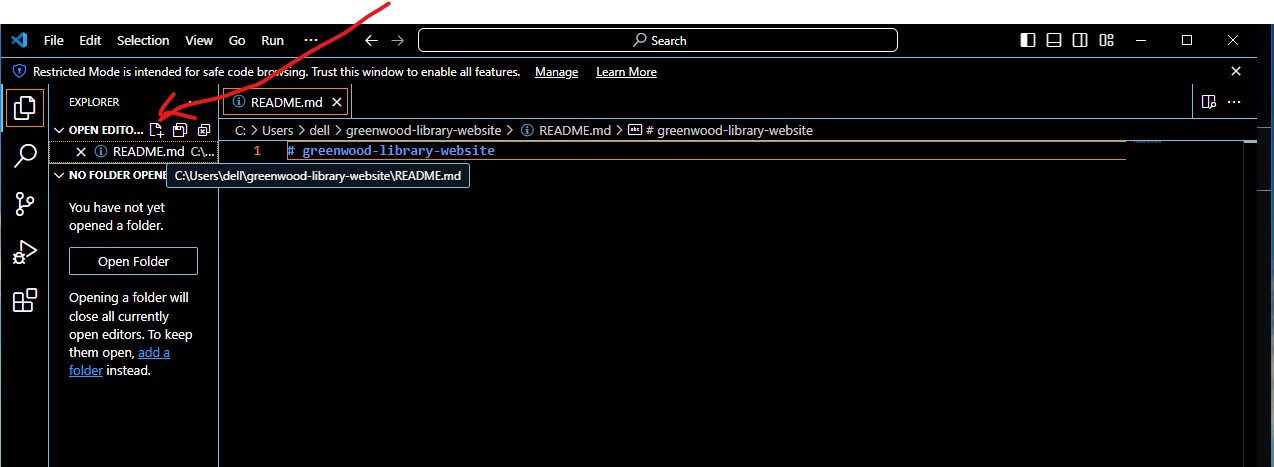 File Edit Selection View Go Run ··· Search
Restricted Mode is intended for safe code browsing. Trust this window to enable all features. Manage Learn More
EXPLORER
README.md
OPEN EDITO...
C: > Users > dell > greenwood-library-website > README.md > # greenwood-library-website
README.md C:\...
1 # greenwood-library-website
NO FOLDER OPENE
C:\Users\dell\greenwood-library-website\README.md
You have not yet
opened a folder.
Open Folder
Opening a folder will
close all currently
open editors. To keep
them open, add a
folder instead.